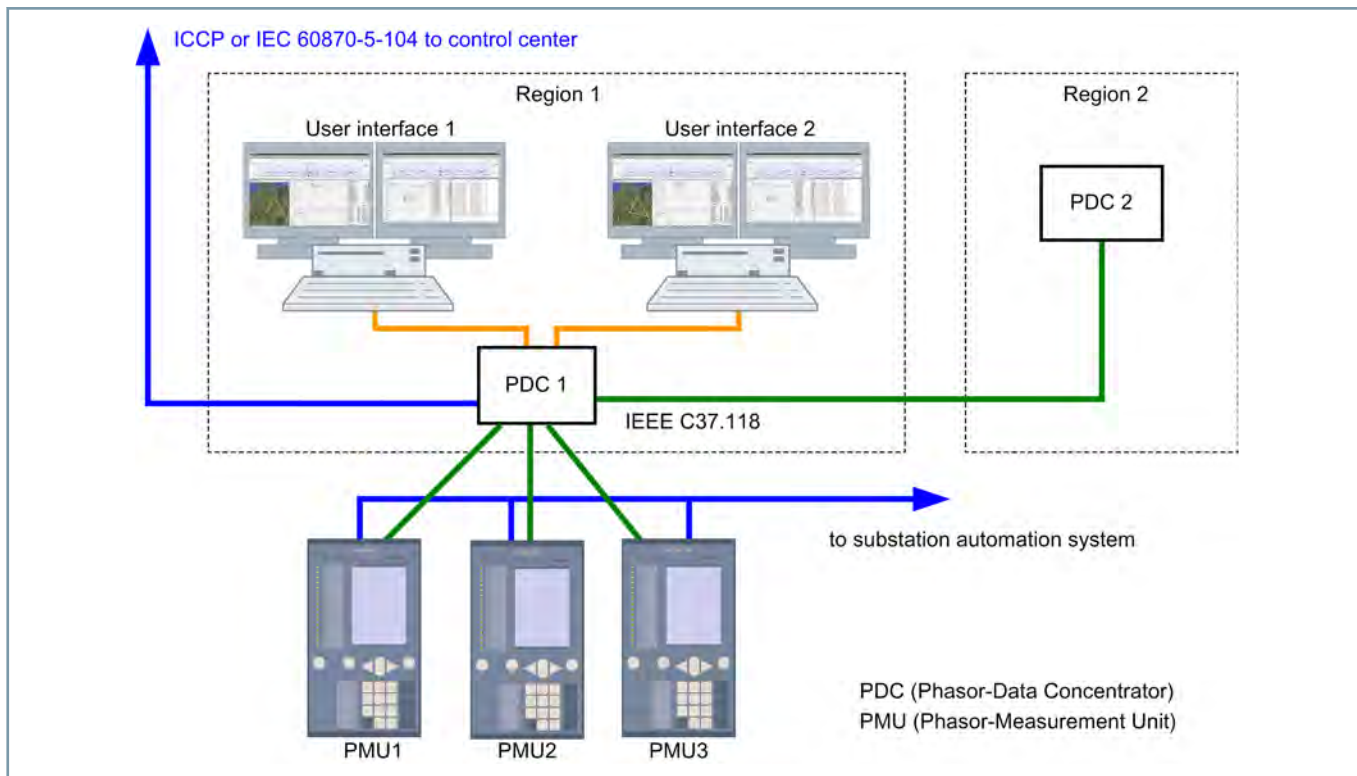 ICCP or IEC 60870-5-104 to control center
Region 1
Region 2
User interface 1
User interface 2
PDC 2
PDC 1
IEEE C37.118
to substation automation system
PDC (Phasor-Data Concentrator)
PMU (Phasor-Measurement Unit)
PMU1
PMU2
PMU3